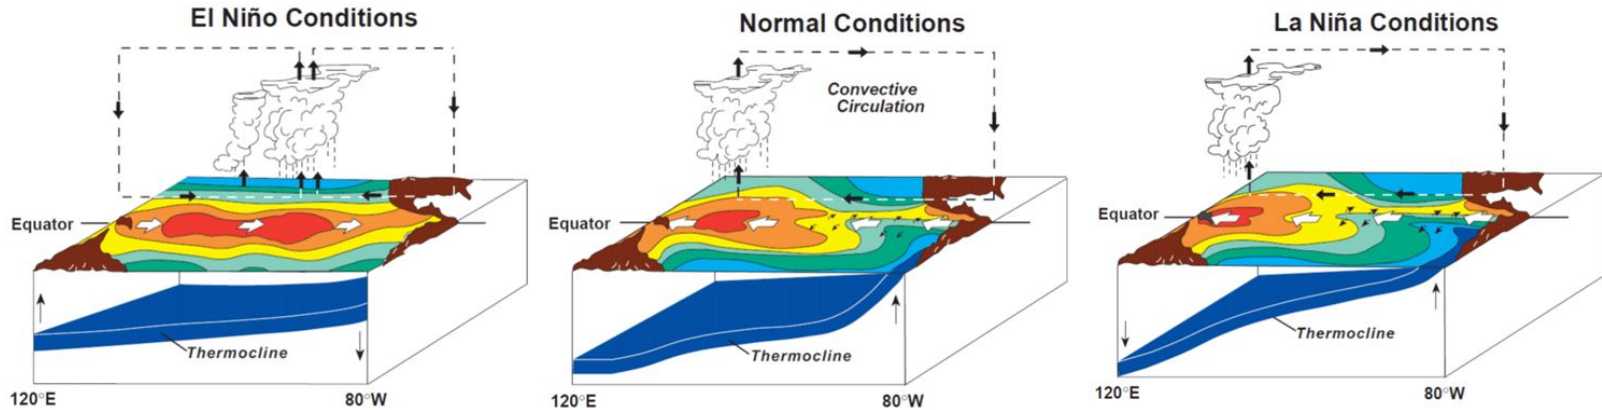 El Niño Conditions
Equator
Thermocline
120°E
80°W
Normal Conditions
Convective
Circulation
Equator
Thermocline
120°E
80°W
La Niña Conditions
Equator
Thermocline
120°E
80°W